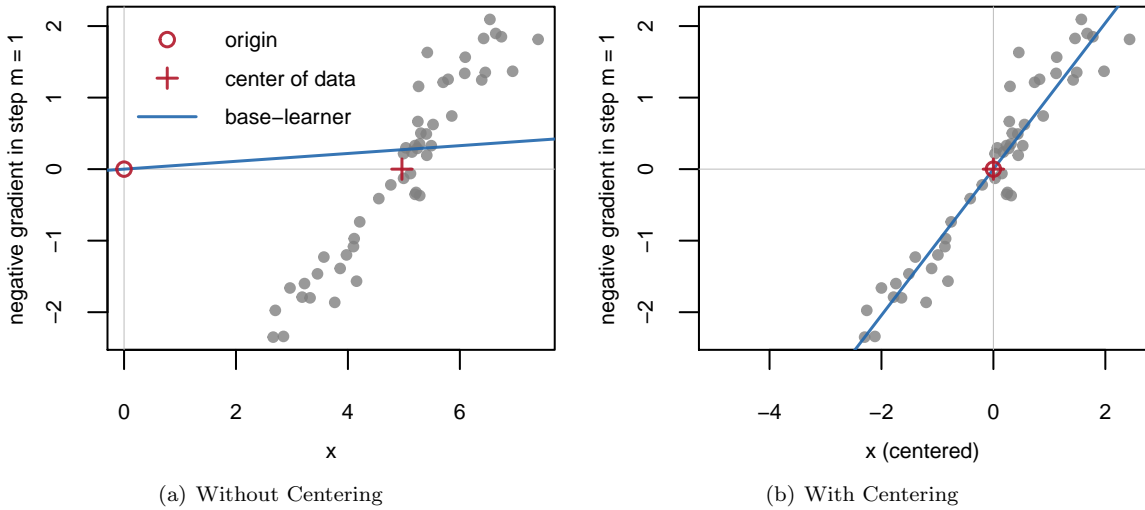 negative gradient in step m = 1
2
1
0
−1
−2
origin
center of data
base−learner
0
2
4
6
x
(a) Without Centering
negative gradient in step m = 1
2
1
0
−1
−2
−4
−2
0
2
x (centered)
(b) With Centering